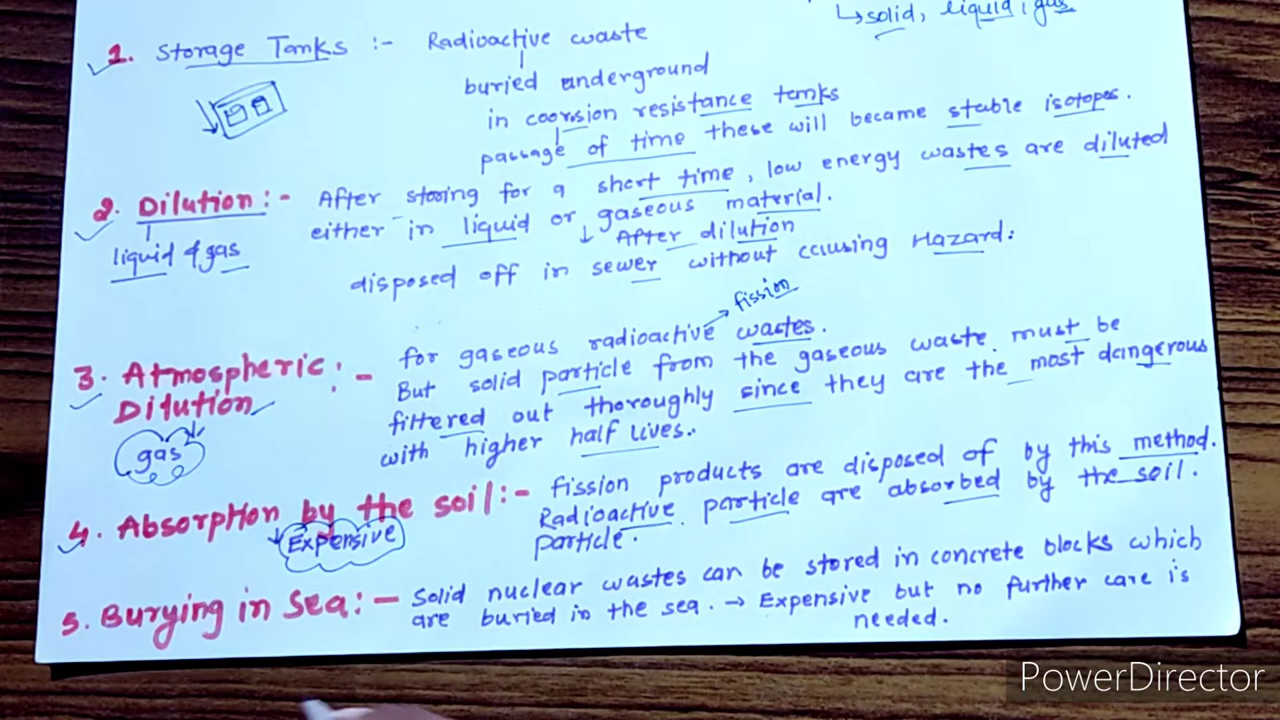 ↳solid, liquid, gas
1. Storage Tanks :- Radioactive waste
buried underground
in coorsion resistance tanks
passage of time these will became stable isotopes.
2. Dilution :- After storing for a short time, low energy wastes are diluted
either in liquid or gaseous material.
liquid & gas
↓ After dilution
disposed off in sewer without causing Hazard:
fission
3. Atmospheric :- for gaseous radioactive wastes.
Dilution
But solid particle from the gaseous waste must be
filtered out thoroughly since they are the most dangerous
with higher half lives..
gas
4. Absorption by the soil:- fission products are disposed of by this method.
Radioactive particle are absorbed by the soil.
particle.
Expensive
5. Burying in Sea:- Solid nuclear wastes can be stored in concrete blocks which
are buried in the sea. → Expensive but no further care is
needed.
PowerDirector